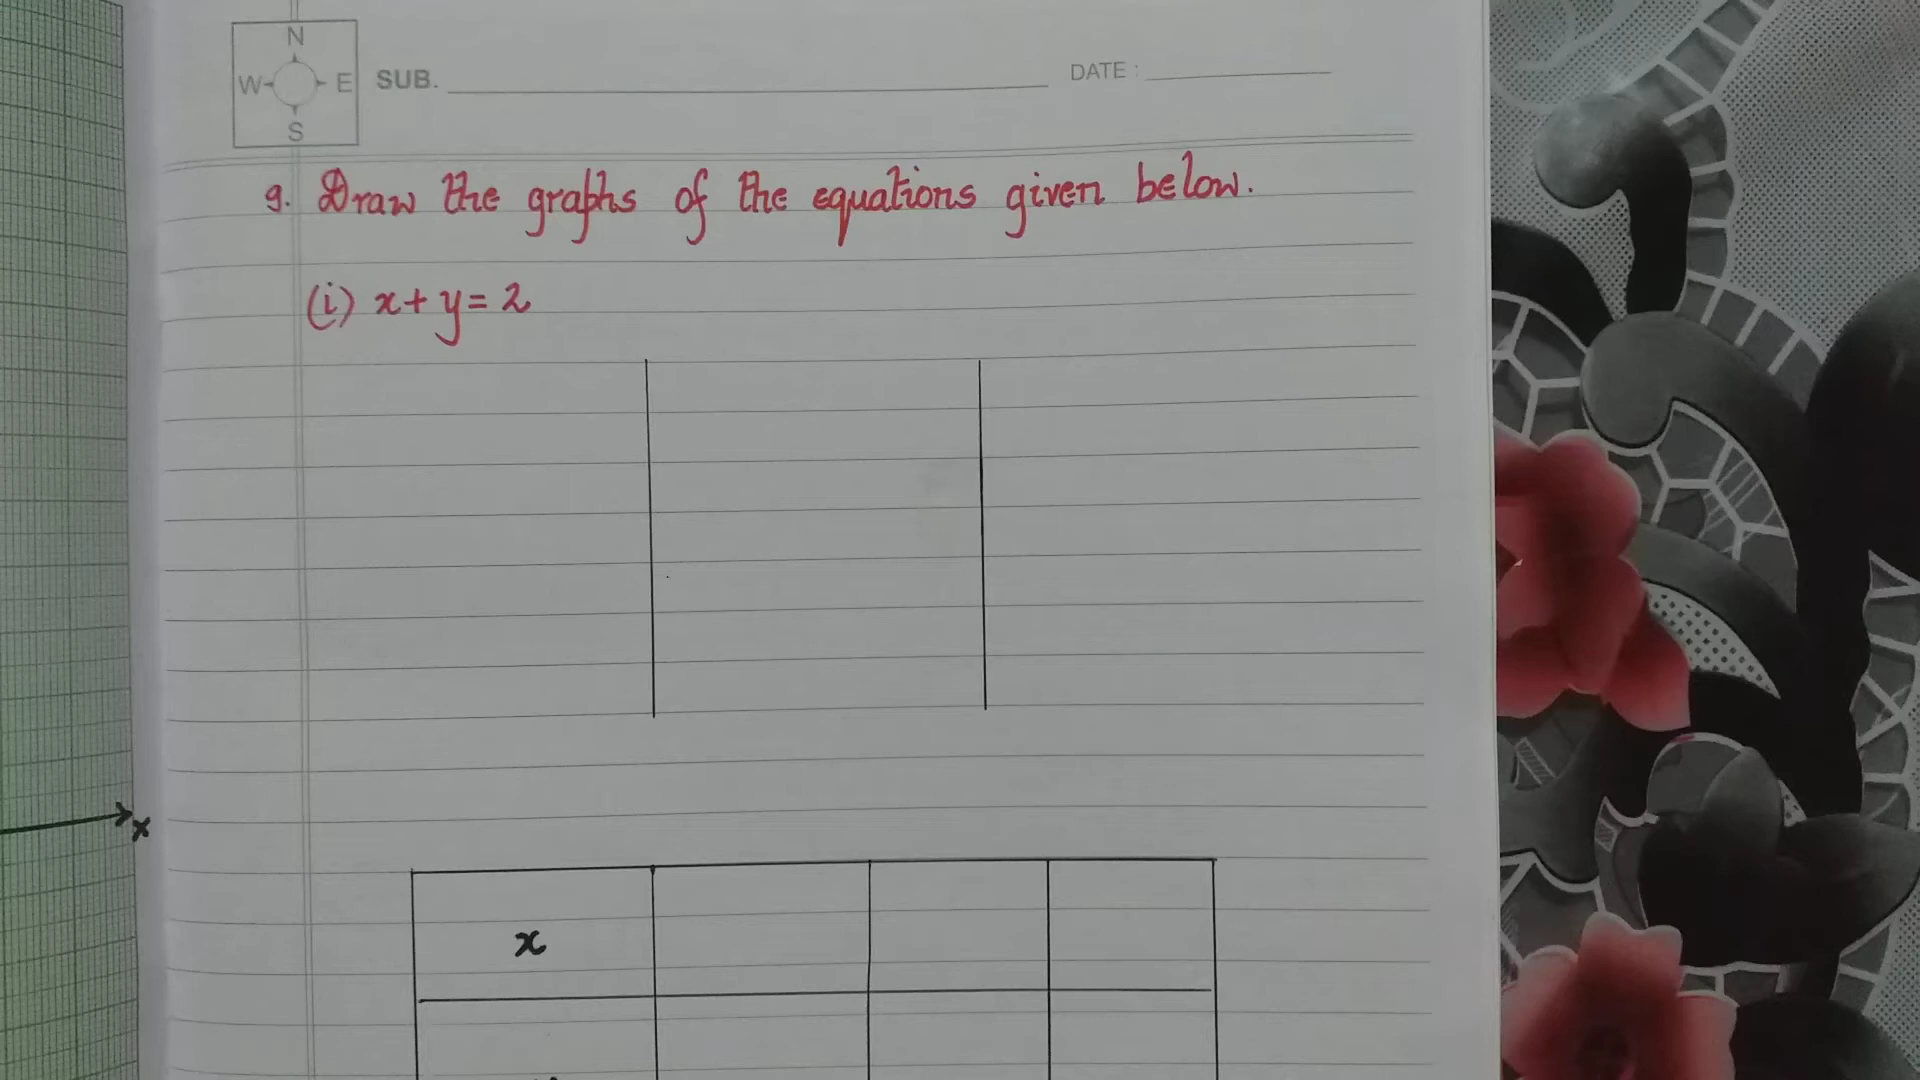 N
W E SUB. DATE :
S
9. Draw the graphs of the equations given below.
(i) x + y = 2
X
x